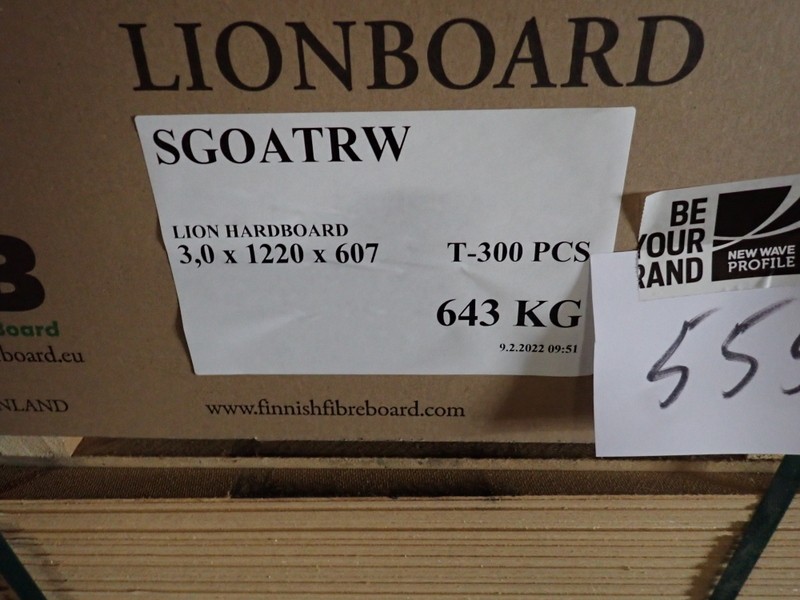 LIONBOARD
SGOATRW
LION HARDBOARD
3,0 x 1220 x 607 T-300 PCS
643 KG
9.2.2022 09:51
BE
YOUR
RAND
NEW WAVE
PROFILE
555
B
Board
board.eu
NLAND
www.finnishfibreboard.com